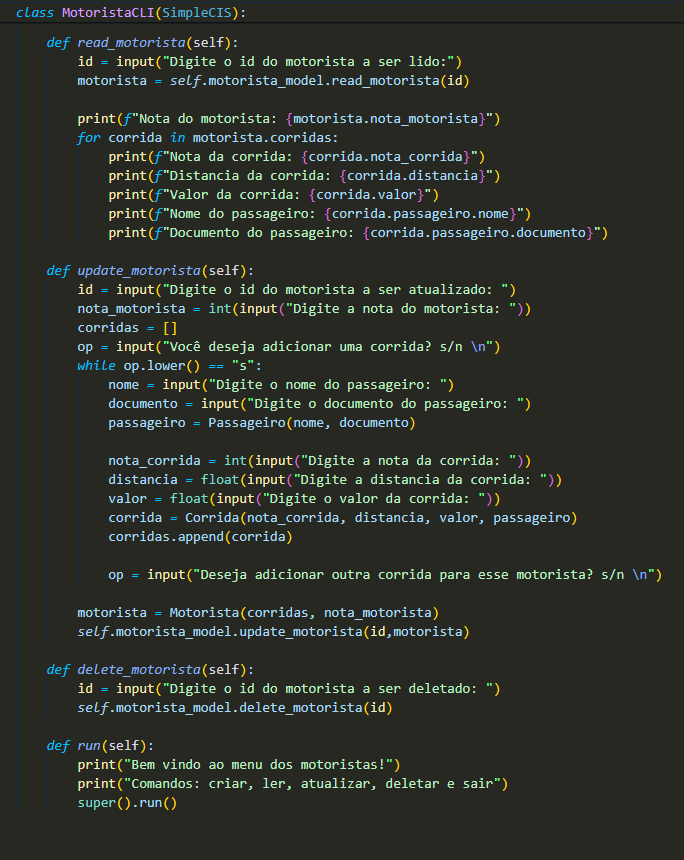 class MotoristaCLI(SimpleCIS):
def read_motorista(self):
id = input("Digite o id do motorista a ser lido:")
motorista = self.motorista_model.read_motorista(id)
print(f"Nota do motorista: {motorista.nota_motorista}")
for corrida in motorista.corridas:
print(f"Nota da corrida: {corrida.nota_corrida}")
print(f"Distancia da corrida: {corrida.distancia}")
print(f"Valor da corrida: {corrida.valor}")
print(f"Nome do passageiro: {corrida.passageiro.nome}")
print(f"Documento do passageiro: {corrida.passageiro.documento}")
def update_motorista(self):
id = input("Digite o id do motorista a ser atualizado: ")
nota_motorista = int(input("Digite a nota do motorista: "))
corridas = []
op = input("Você deseja adicionar uma corrida? s/n \n")
while op.lower() == "s":
nome = input("Digite o nome do passageiro: ")
documento = input("Digite o documento do passageiro: ")
passageiro = Passageiro(nome, documento)
nota_corrida = int(input("Digite a nota da corrida: "))
distancia = float(input("Digite a distancia da corrida: "))
valor = float(input("Digite o valor da corrida: "))
corrida = Corrida(nota_corrida, distancia, valor, passageiro)
corridas.append(corrida)
op = input("Deseja adicionar outra corrida para esse motorista? s/n \n")
motorista = Motorista(corridas, nota_motorista)
self.motorista_model.update_motorista(id,motorista)
def delete_motorista(self):
id = input("Digite o id do motorista a ser deletado: ")
self.motorista_model.delete_motorista(id)
def run(self):
print("Bem vindo ao menu dos motoristas!")
print("Comandos: criar, ler, atualizar, deletar e sair")
super().run()